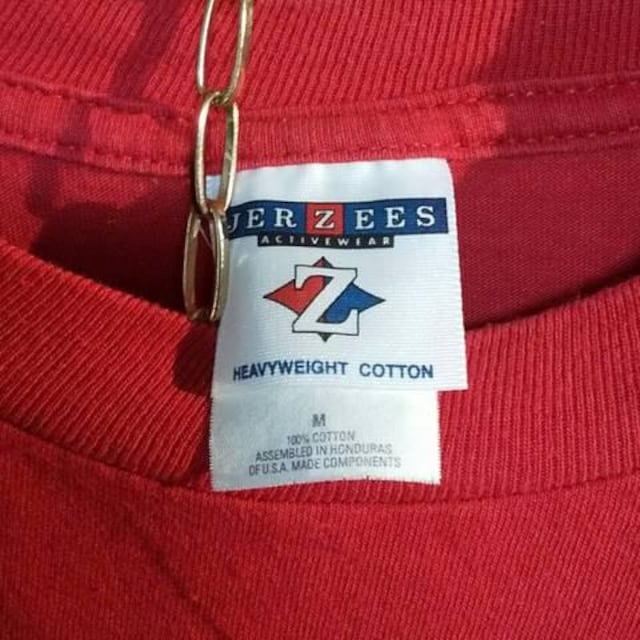 JERZEES
ACTIVEWEAR
Z
HEAVYWEIGHT COTTON
M
100% COTTON
ASSEMBLED IN HONDURAS
OF U.S.A. MADE COMPONENTS